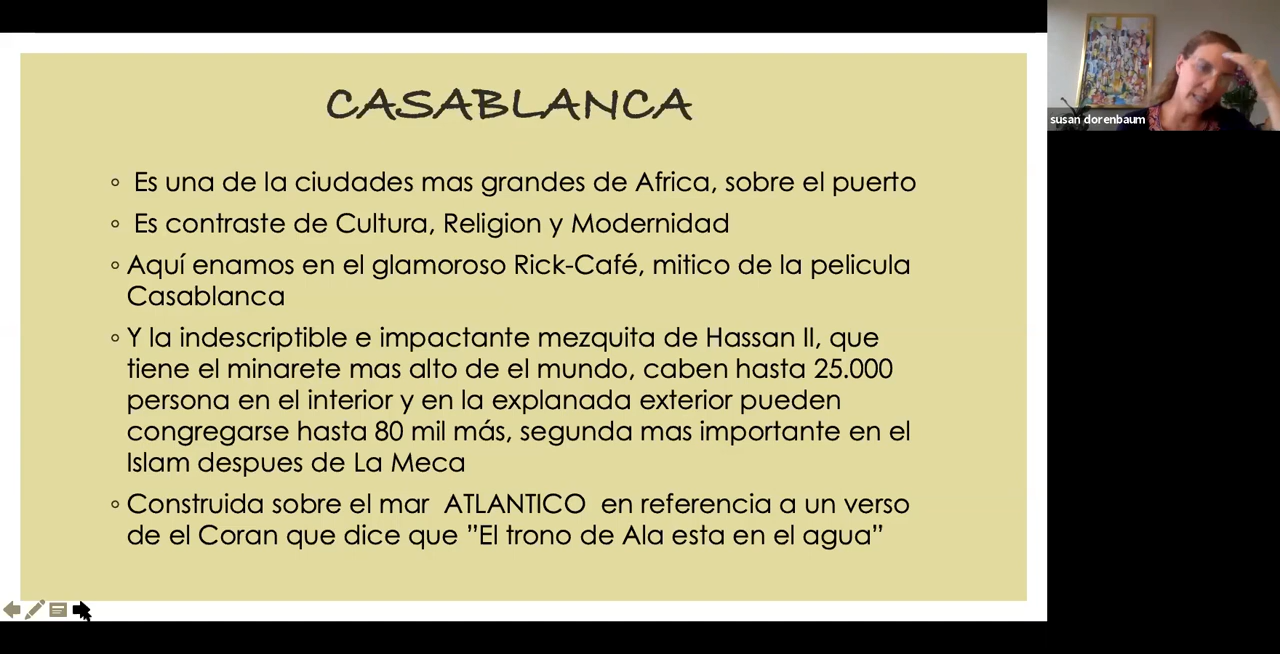 CASABLANCA
Es una de la ciudades mas grandes de Africa, sobre el puerto
Es contraste de Cultura, Religion y Modernidad
Aquí enamos en el glamoroso Rick-Café, mitico de la pelicula
Casablanca
Y la indescriptible e impactante mezquita de Hassan II, que
tiene el minarete mas alto de el mundo, caben hasta 25.000
persona en el interior y en la explanada exterior pueden
congregarse hasta 80 mil más, segunda mas importante en el
Islam despues de La Meca
Construida sobre el mar ATLANTICO en referencia a un verso
de el Coran que dice que ”El trono de Ala esta en el agua”
susan dorenbaum